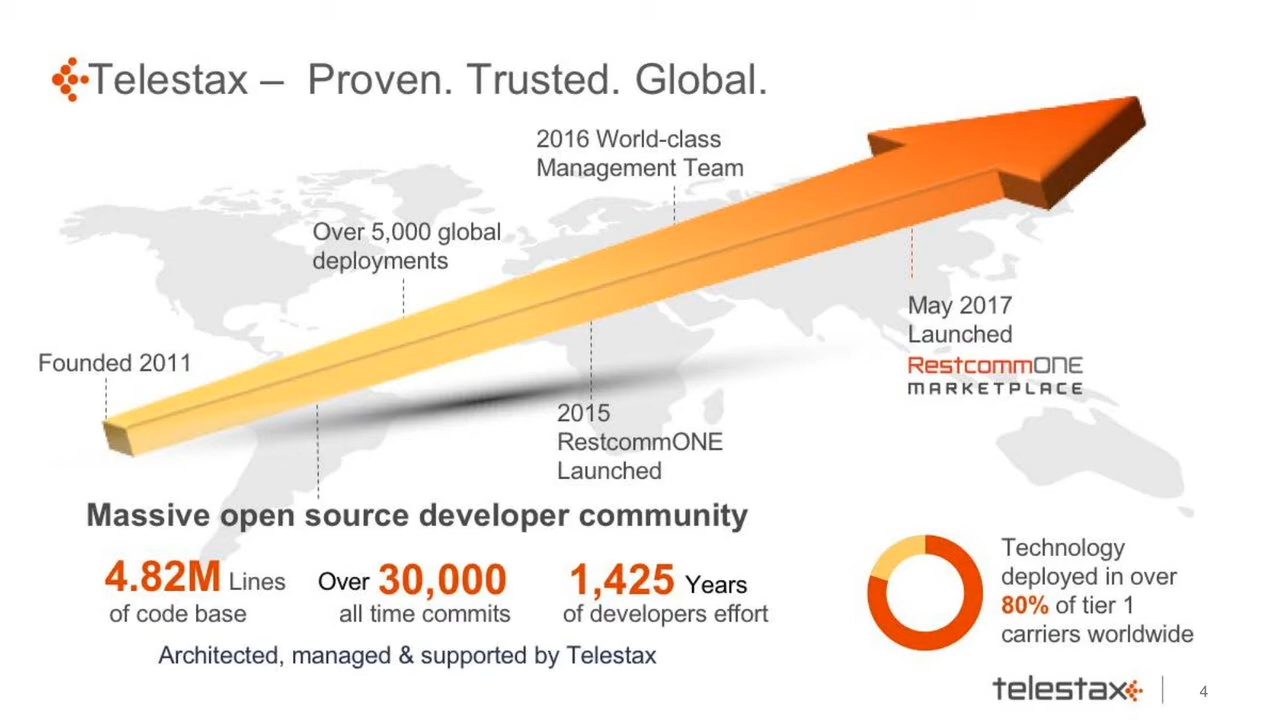 Telestax – Proven. Trusted. Global.
2016 World-class
Management Team
Over 5,000 global
deployments
Founded 2011
May 2017
Launched
RestcommONE
MARKETPLACE
2015
RestcommONE
Launched
Massive open source developer community
4.82M Lines
of code base
Over 30,000
all time commits
1,425 Years
of developers effort
Architected, managed & supported by Telestax
Technology
deployed in over
80% of tier 1
carriers worldwide
telestax
4